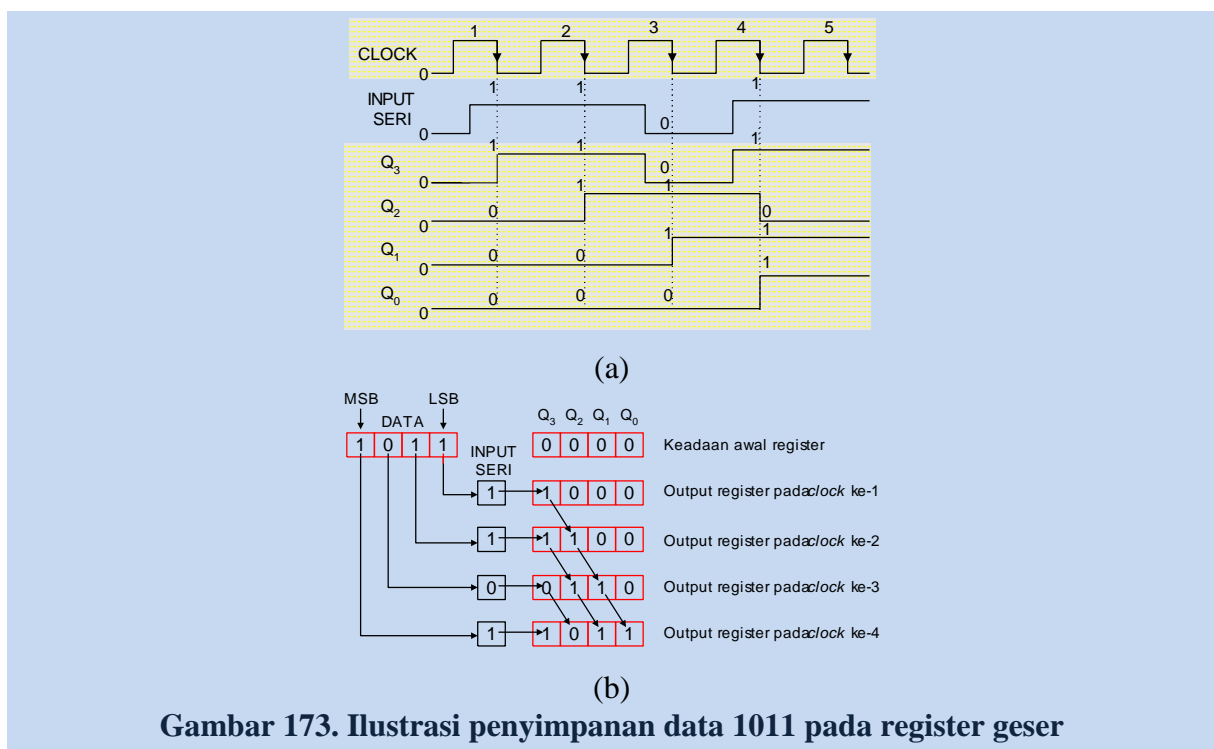 1 2 3 4 5
CLOCK
0
1 1 1
INPUT
SERI
0
0
1 1 1
Q3
0
0
1 1
Q2
0 0
0
1 1
Q1
0 0
0
1
Q0
0 0 0
0
(a)
MSB LSB
DATA
Q3 Q2 Q1 Q0
1 0 1 1
INPUT
SERI
0 0 0 0 Keadaan awal register
1 1 0 0 0 Output register padaclock ke-1
1 1 1 0 0 Output register padaclock ke-2
0 0 1 1 0 Output register padaclock ke-3
1 1 0 1 1 Output register padaclock ke-4
(b)
Gambar 173. Ilustrasi penyimpanan data 1011 pada register geser